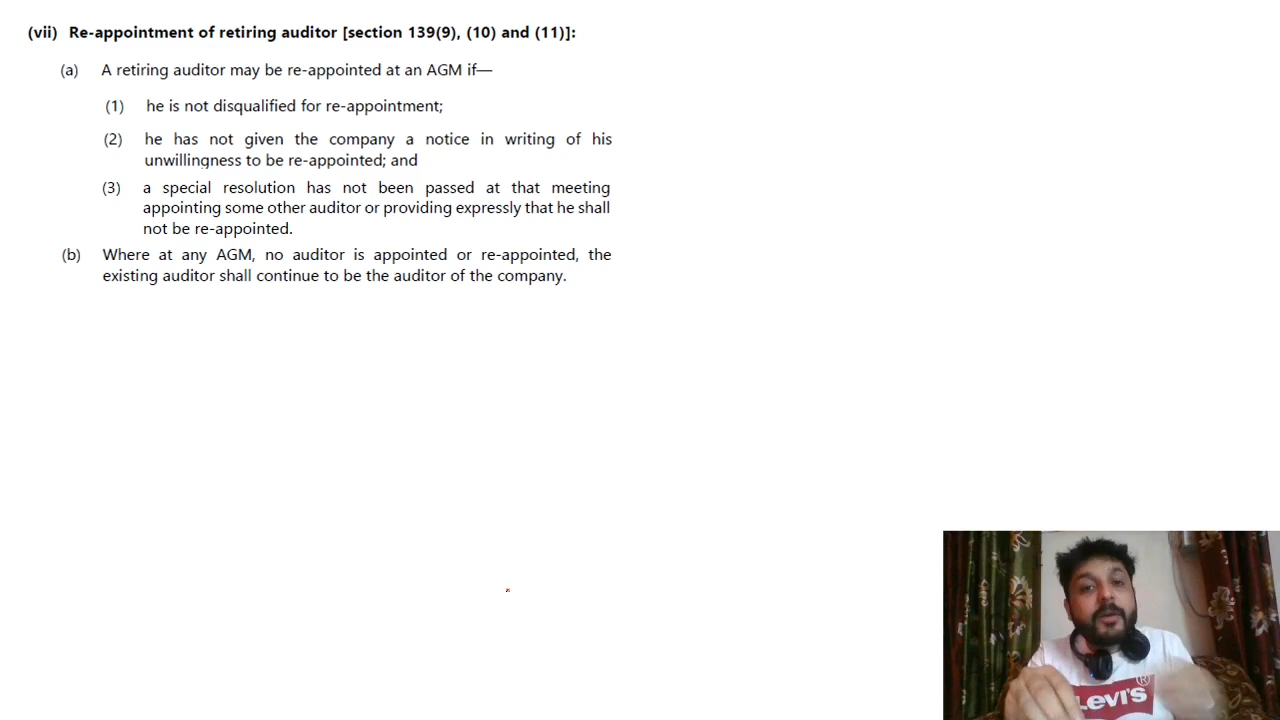 (vii) Re-appointment of retiring auditor [section 139(9), (10) and (11)]:
(a) A retiring auditor may be re-appointed at an AGM if—
(1) he is not disqualified for re-appointment;
(2) he has not given the company a notice in writing of his
unwillingness to be re-appointed; and
(3) a special resolution has not been passed at that meeting
appointing some other auditor or providing expressly that he shall
not be re-appointed.
(b) Where at any AGM, no auditor is appointed or re-appointed, the
existing auditor shall continue to be the auditor of the company.
Levi's ®